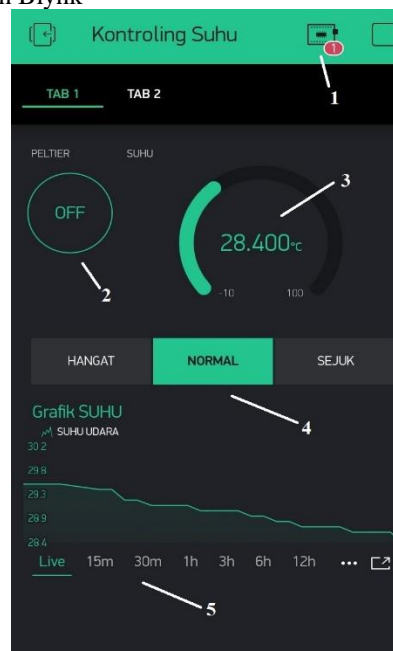 Kontroling Suhu
1
1
TAB 1 TAB 2
PELTIER SUHU
3
OFF
28.400°C
-10 100
2
HANGAT NORMAL SEJUK
4
Grafik SUHU
SUHU UDARA
30.2
29.8
29.3
28.9
28.4
Live 15m 30m 1h 3h 6h 12h ...
5